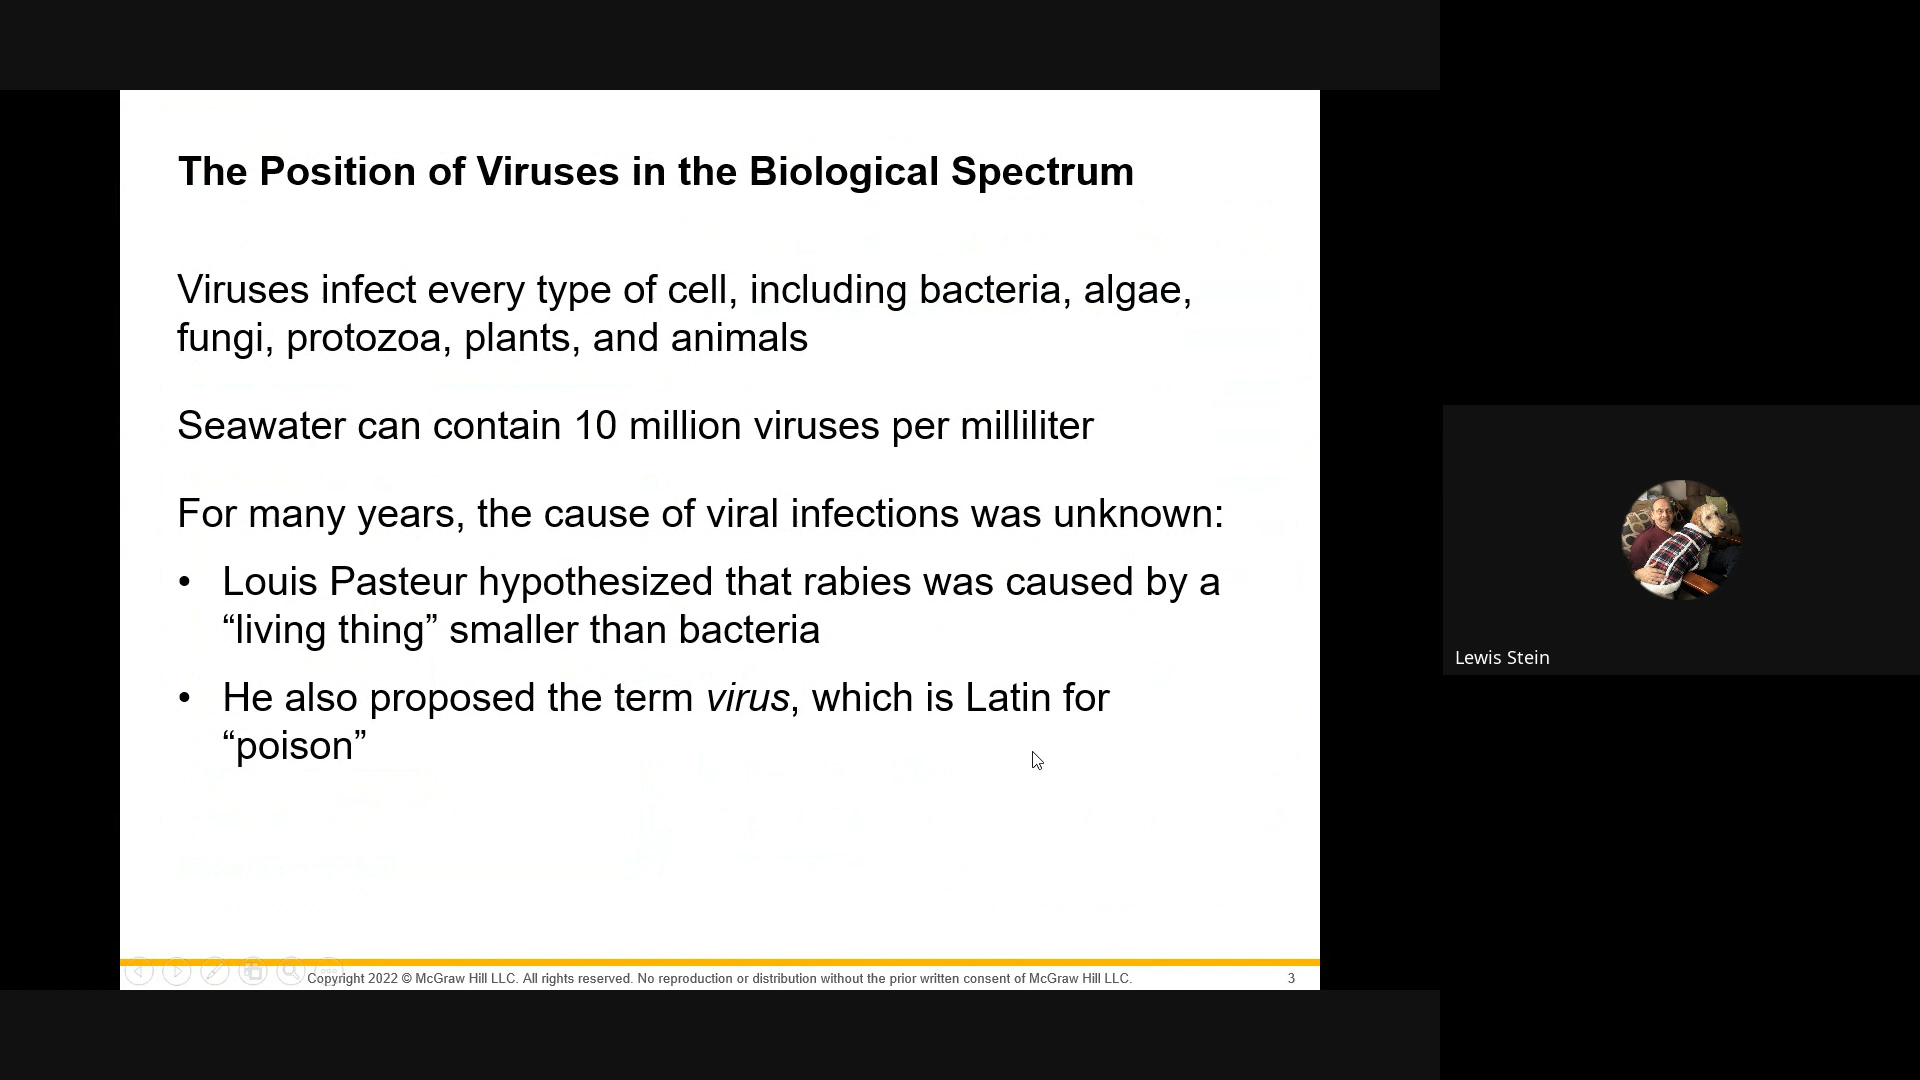 The Position of Viruses in the Biological Spectrum
Viruses infect every type of cell, including bacteria, algae,
fungi, protozoa, plants, and animals
Seawater can contain 10 million viruses per milliliter
For many years, the cause of viral infections was unknown:
• Louis Pasteur hypothesized that rabies was caused by a
“living thing” smaller than bacteria
• He also proposed the term virus, which is Latin for
“poison”
Copyright 2022 © McGraw Hill LLC. All rights reserved. No reproduction or distribution without the prior written consent of McGraw Hill LLC.
3
Lewis Stein